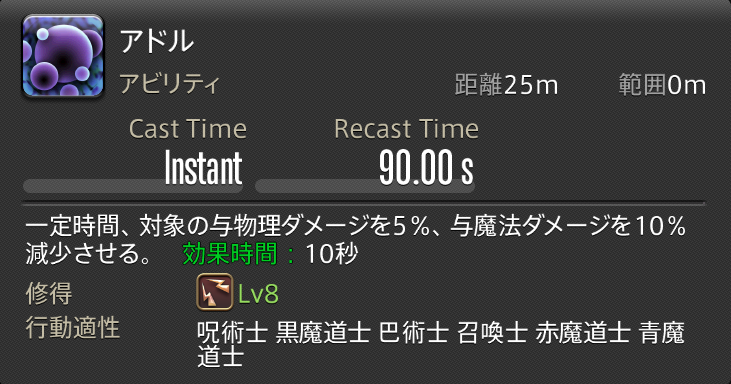 アドル
アビリティ 距離25m 範囲0m
Cast Time Recast Time
Instant 90.00 s
一定時間、対象の与物理ダメージを5%、与魔法ダメージを10%
減少させる。 効果時間：10秒
修得 Lv8
行動適性 呪術士 黒魔道士 巴術士 召喚士 赤魔道士 青魔
道士